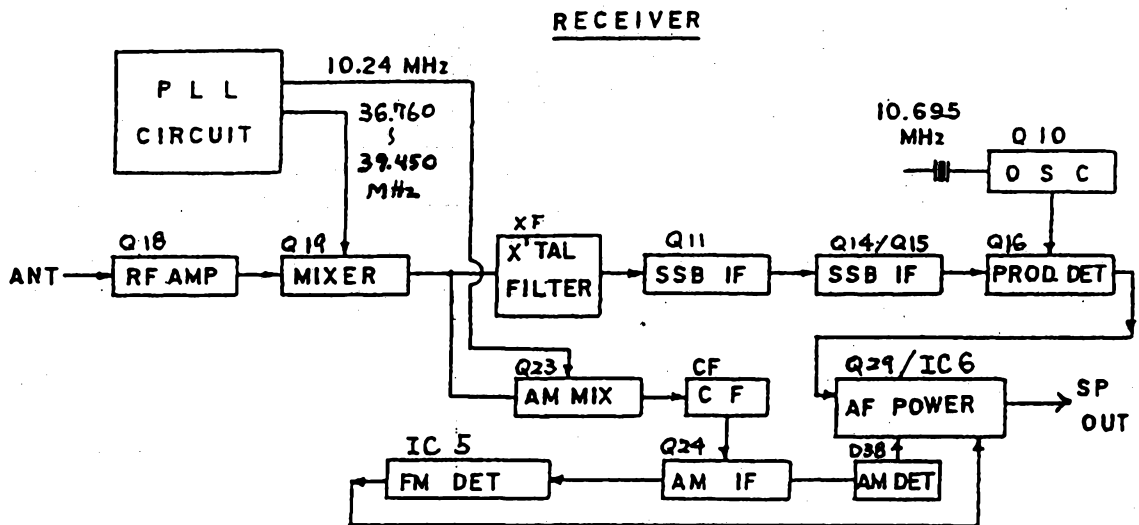 RECEIVER
PLL
CIRCUIT
10.24 MHz
36.760
~
39.450
MHz
10.695
MHz
Q10
OSC
ANT
Q18
RF AMP
Q19
MIXER
XF
X'TAL
FILTER
Q11
SSB IF
Q14/Q15
SSB IF
Q16
PROD. DET
Q23
AM MIX
CF
CF
Q29/IC6
AF POWER
SP
OUT
IC 5
FM DET
Q24
AM IF
D38
AM DET